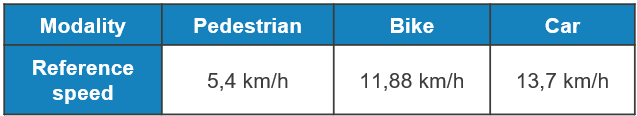 Modality Pedestrian Bike Car
Reference speed 5,4 km/h 11,88 km/h 13,7 km/h